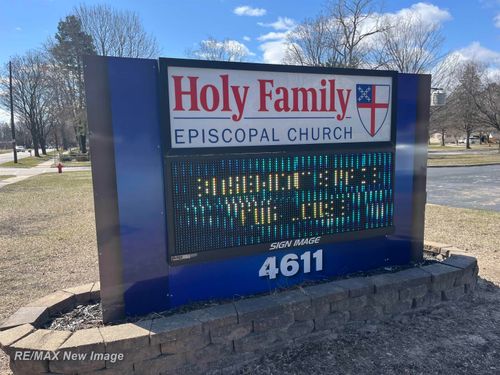 Holy Family
EPISCOPAL CHURCH
SIGN IMAGE
4611
RE/MAX New Image